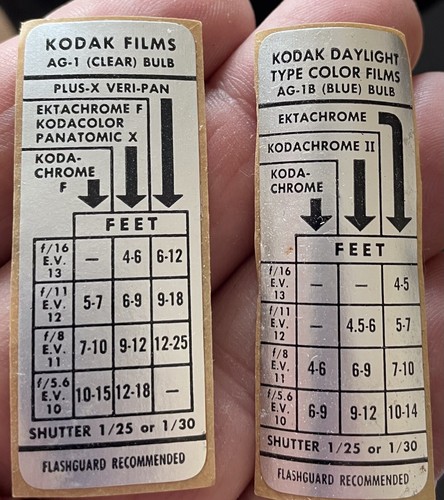 KODAK FILMS
AG-1 (CLEAR) BULB
PLUS-X VERI-PAN
EKTACHROME F
KODACOLOR
PANATOMIC X
KODA-
CHROME
F
FEET
f/16 E.V. 13 — 4-6 6-12
f/11 E.V. 12 5-7 6-9 9-18
f/8 E.V. 11 7-10 9-12 12-25
f/5.6 E.V. 10 10-15 12-18 —
SHUTTER 1/25 or 1/30
FLASHGUARD RECOMMENDED
KODAK DAYLIGHT
TYPE COLOR FILMS
AG-1B (BLUE) BULB
EKTACHROME
KODACHROME II
KODA-
CHROME
FEET
f/16 E.V. 13 — — 4-5
f/11 E.V. 12 — 4.5-6 5-7
f/8 E.V. 11 4-6 6-9 7-10
f/5.6 E.V. 10 6-9 9-12 10-14
SHUTTER 1/25 or 1/30
FLASHGUARD RECOMMENDED